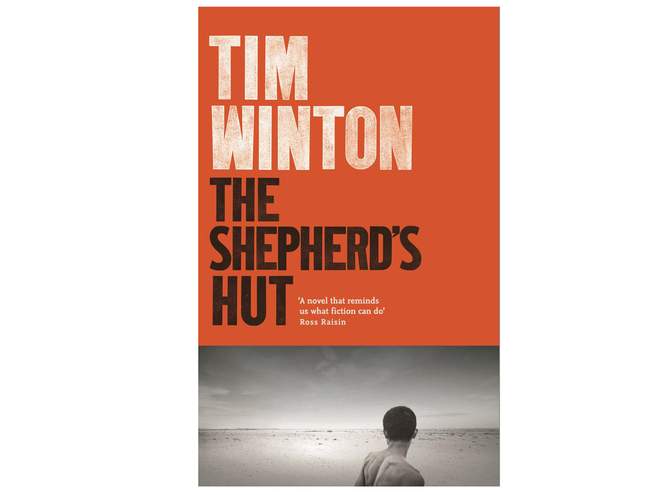 TIM
WINTON
THE
SHEPHERD'S
HUT
‘A novel that reminds
us what fiction can do’
Ross Raisin